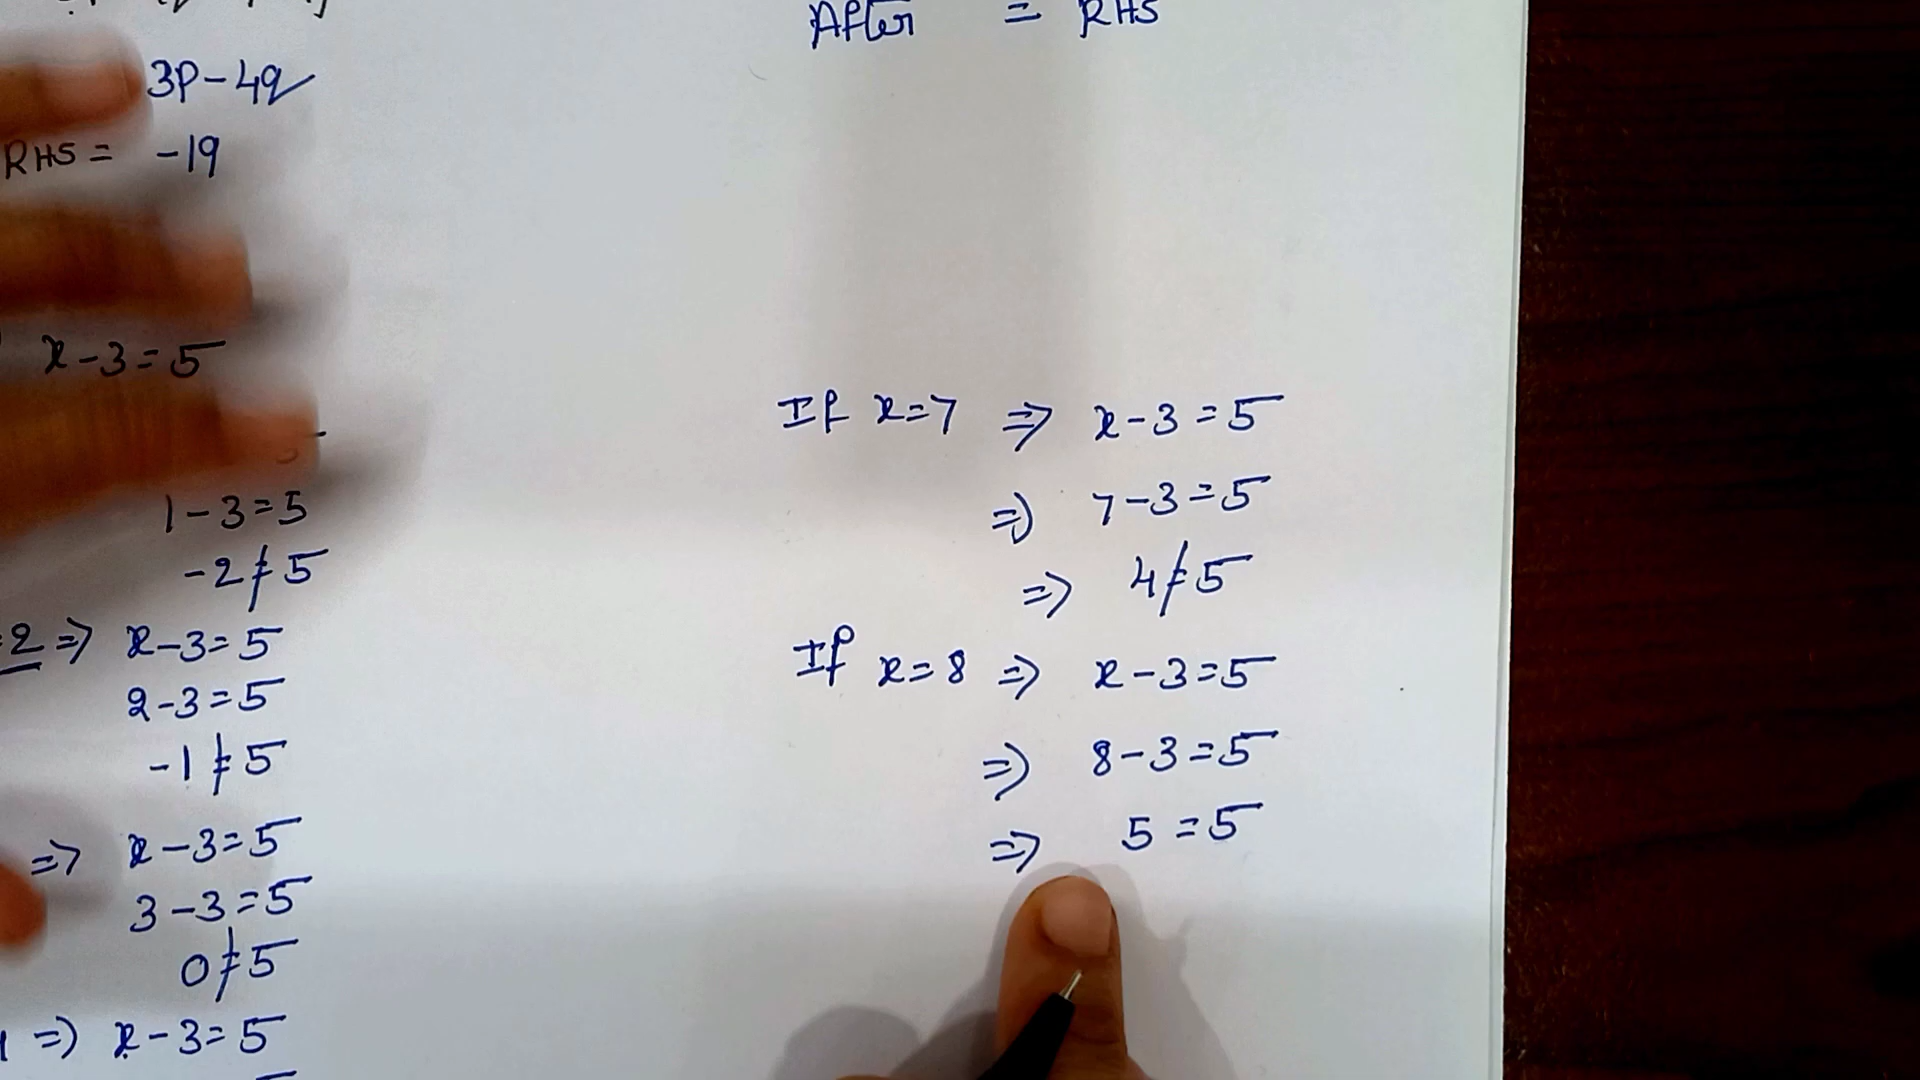 3p-4q
RHS = -19
x-3=5
1-3=5
-2≠5
=2 => x-3=5
2-3=5
-1≠5
=> x-3=5
3-3=5
0≠5
=> x-3=5
After = RHS
If x=7 => x-3=5
=> 7-3=5
=> 4≠5
If x=8 => x-3=5
=> 8-3=5
=> 5=5